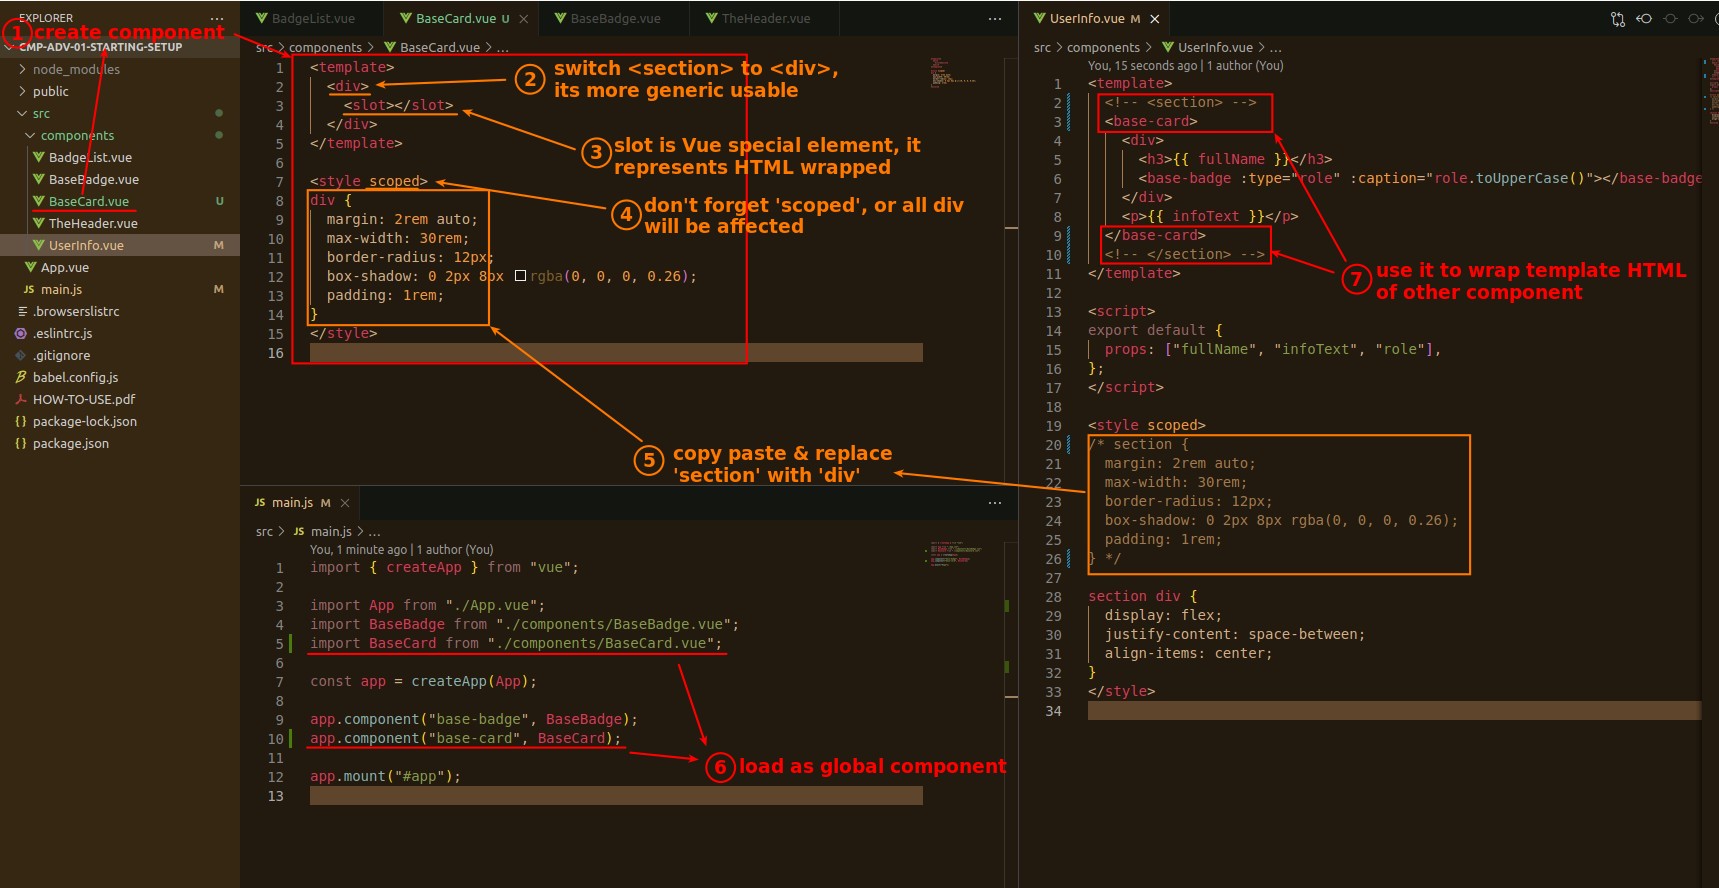 EXPLORER
① create component
CMP-ADV-01-STARTING-SETUP
node_modules
public
src
components
BadgeList.vue
BaseBadge.vue
BaseCard.vue U
TheHeader.vue
UserInfo.vue M
App.vue
JS main.js M
.browserslistrc
.eslintrc.js
.gitignore
babel.config.js
HOW-TO-USE.pdf
{} package-lock.json
{} package.json
BadgeList.vue
BaseCard.vue U
BaseBadge.vue
TheHeader.vue
src > components > BaseCard.vue > ...
1 <template>
2 <div>
3 <slot></slot>
4 </div>
5 </template>
6
7 <style scoped>
8 div {
9 margin: 2rem auto;
10 max-width: 30rem;
11 border-radius: 12px;
12 box-shadow: 0 2px 8px rgba(0, 0, 0, 0.26);
13 padding: 1rem;
14 }
15 </style>
16
② switch <section> to <div>,
its more generic usable
③ slot is Vue special element, it
represents HTML wrapped
④ don't forget 'scoped', or all div
will be affected
⑤ copy paste & replace
'section' with 'div'
JS main.js M
src > JS main.js > ...
You, 1 minute ago | 1 author (You)
1 import { createApp } from "vue";
2
3 import App from "./App.vue";
4 import BaseBadge from "./components/BaseBadge.vue";
5 import BaseCard from "./components/BaseCard.vue";
6
7 const app = createApp(App);
8
9 app.component("base-badge", BaseBadge);
10 app.component("base-card", BaseCard);
11
12 app.mount("#app");
13
⑥ load as global component
UserInfo.vue M
src > components > UserInfo.vue > ...
You, 15 seconds ago | 1 author (You)
1 <template>
2 <!-- <section> -->
3 <base-card>
4 <div>
5 <h3>{{ fullName }}</h3>
6 <base-badge :type="role" :caption="role.toUpperCase()"></base-badge
7 </div>
8 <p>{{ infoText }}</p>
9 </base-card>
10 <!-- </section> -->
11 </template>
12
13 <script>
14 export default {
15 props: ["fullName", "infoText", "role"],
16 };
17 </script>
18
19 <style scoped>
20 /* section {
21 margin: 2rem auto;
22 max-width: 30rem;
23 border-radius: 12px;
24 box-shadow: 0 2px 8px rgba(0, 0, 0, 0.26);
25 padding: 1rem;
26 } */
27
28 section div {
29 display: flex;
30 justify-content: space-between;
31 align-items: center;
32 }
33 </style>
34
⑦ use it to wrap template HTML
of other component